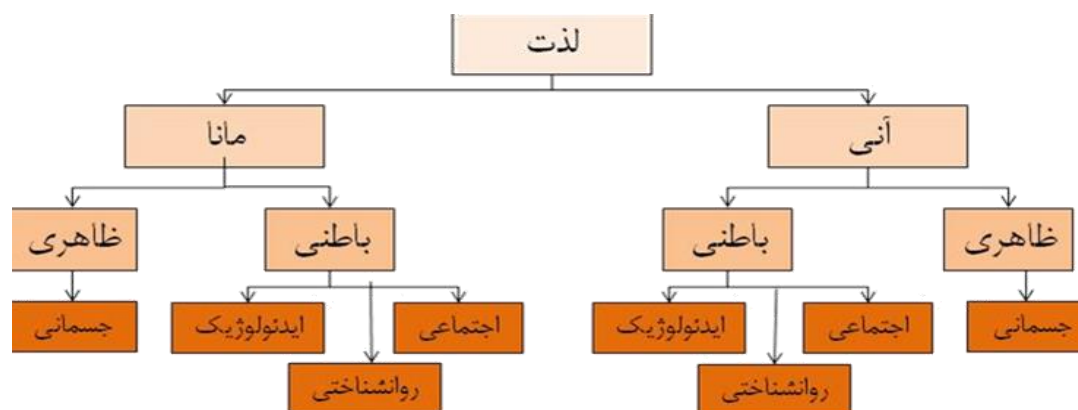 لذت
آنی
مانا
ظاهری
باطنی
باطنی
ظاهری
جسمانی
اجتماعی
ایدئولوژیک
اجتماعی
ایدئولوژیک
جسمانی
روانشناختی
روانشناختی